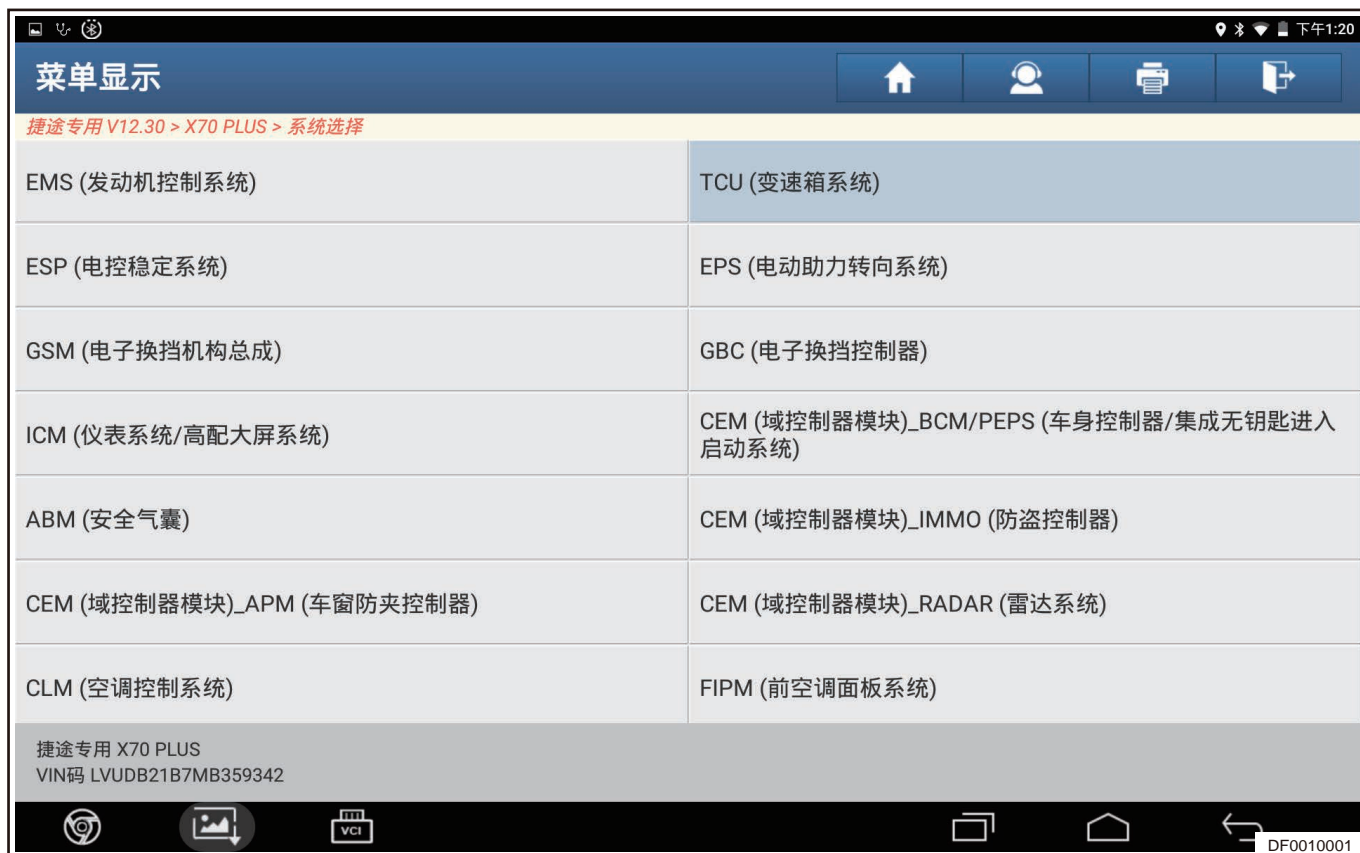 下午1:20
菜单显示
捷途专用 V12.30 > X70 PLUS > 系统选择
EMS (发动机控制系统)
TCU (变速箱系统)
ESP (电控稳定系统)
EPS (电动助力转向系统)
GSM (电子换挡机构总成)
GBC (电子换挡控制器)
ICM (仪表系统/高配大屏系统)
CEM (域控制器模块)_BCM/PEPS (车身控制器/集成无钥匙进入
启动系统)
ABM (安全气囊)
CEM (域控制器模块)_IMMO (防盗控制器)
CEM (域控制器模块)_APM (车窗防夹控制器)
CEM (域控制器模块)_RADAR (雷达系统)
CLM (空调控制系统)
FIPM (前空调面板系统)
捷途专用 X70 PLUS
VIN码 LVUDB21B7MB359342
VCI
DF0010001